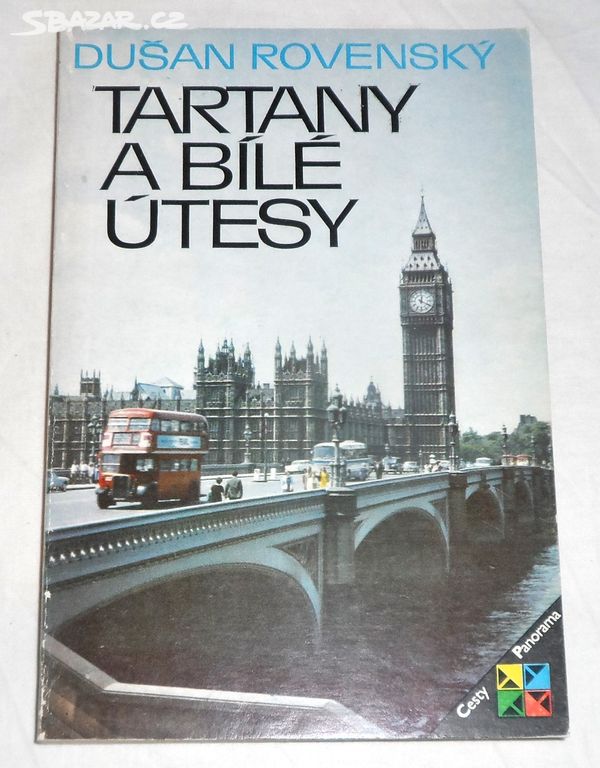 SBAZAR.CZ
DUŠAN ROVENSKÝ
TARTANY
A BÍLÉ
ÚTESY
Cesty
Panorama